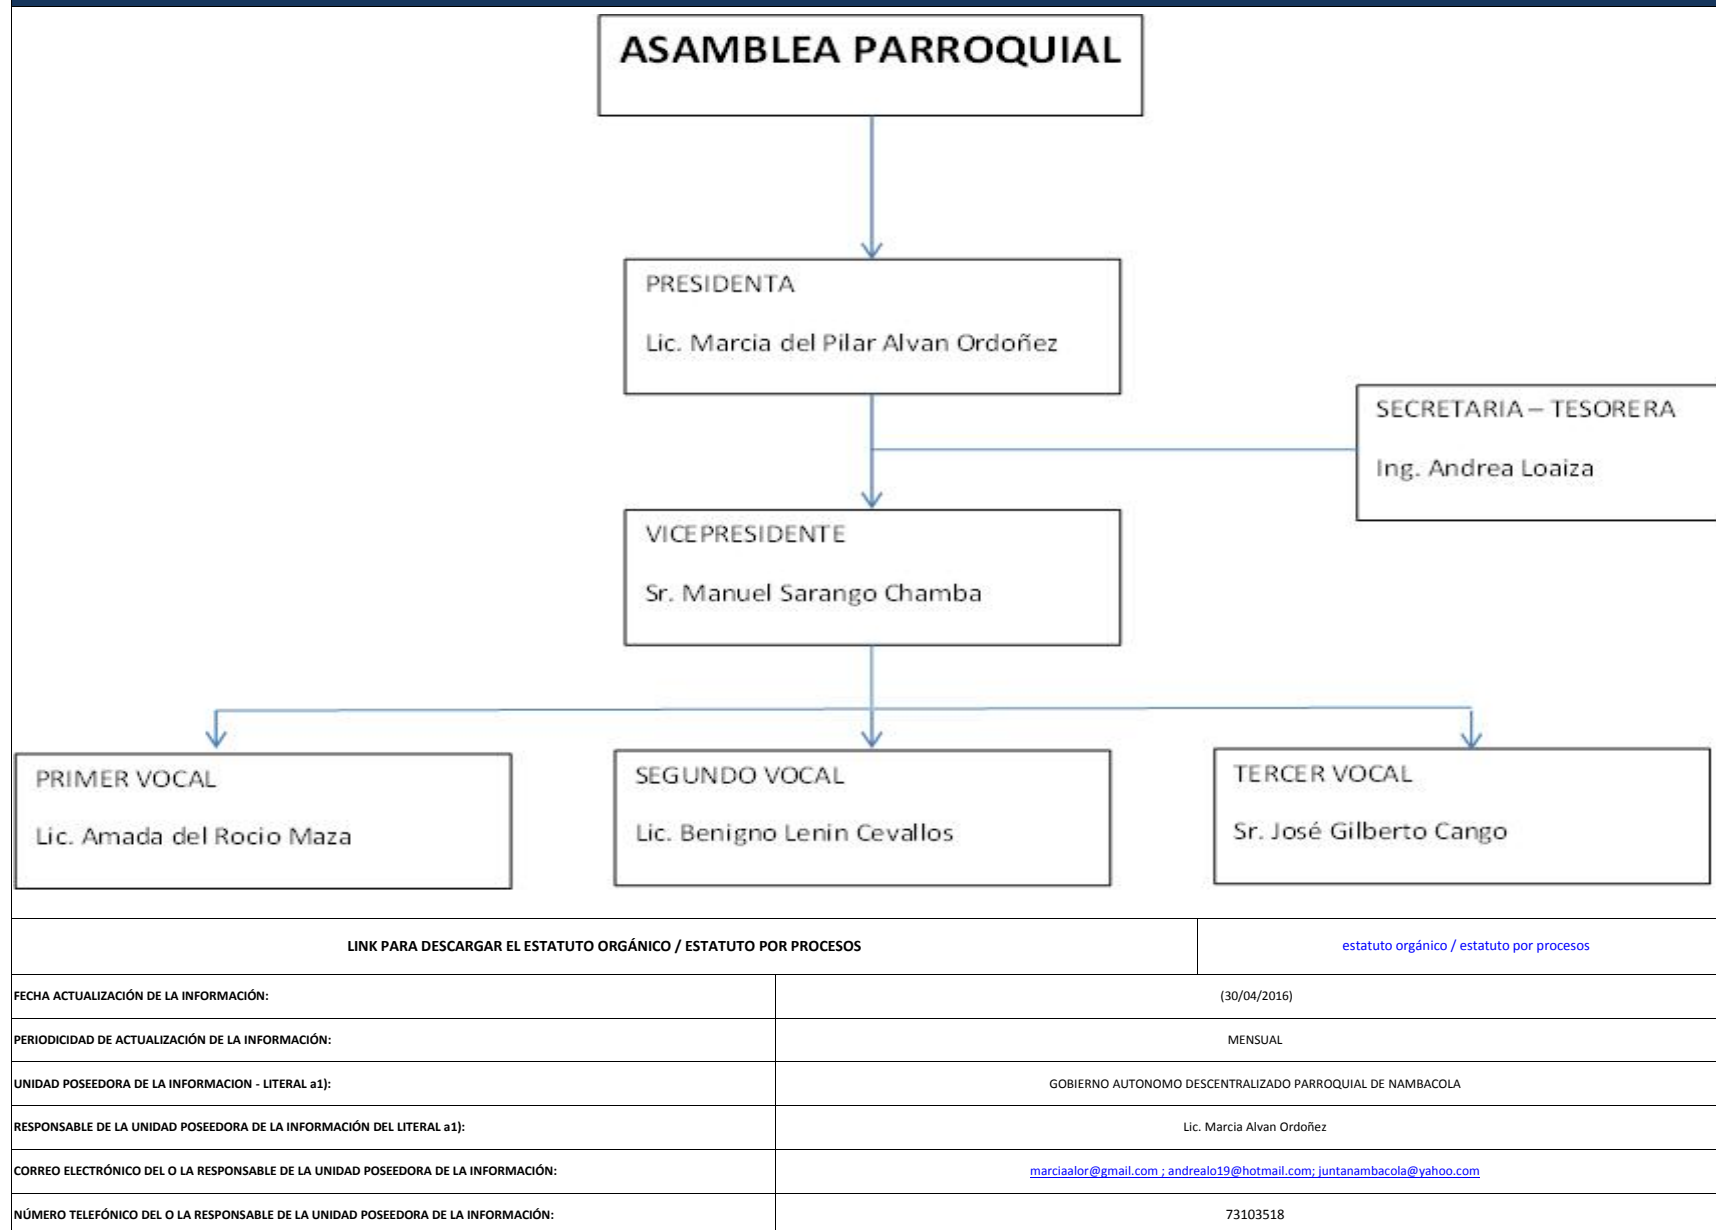 ASAMBLEA PARROQUIAL
PRESIDENTA
Lic. Marcia del Pilar Alvan Ordoñez
SECRETARIA – TESORERA
Ing. Andrea Loaiza
VICEPRESIDENTE
Sr. Manuel Sarango Chamba
PRIMER VOCAL
Lic. Amada del Rocio Maza
SEGUNDO VOCAL
Lic. Benigno Lenin Cevallos
TERCER VOCAL
Sr. José Gilberto Cango
LINK PARA DESCARGAR EL ESTATUTO ORGÁNICO / ESTATUTO POR PROCESOS
estatuto orgánico / estatuto por procesos
FECHA ACTUALIZACIÓN DE LA INFORMACIÓN:
(30/04/2016)
PERIODICIDAD DE ACTUALIZACIÓN DE LA INFORMACIÓN:
MENSUAL
UNIDAD POSEEDORA DE LA INFORMACION - LITERAL a1):
GOBIERNO AUTONOMO DESCENTRALIZADO PARROQUIAL DE NAMBACOLA
RESPONSABLE DE LA UNIDAD POSEEDORA DE LA INFORMACIÓN DEL LITERAL a1):
Lic. Marcia Alvan Ordoñez
CORREO ELECTRÓNICO DEL O LA RESPONSABLE DE LA UNIDAD POSEEDORA DE LA INFORMACIÓN:
marciaalor@gmail.com ; andrealo19@hotmail.com; juntanambacola@yahoo.com
NÚMERO TELEFÓNICO DEL O LA RESPONSABLE DE LA UNIDAD POSEEDORA DE LA INFORMACIÓN:
73103518